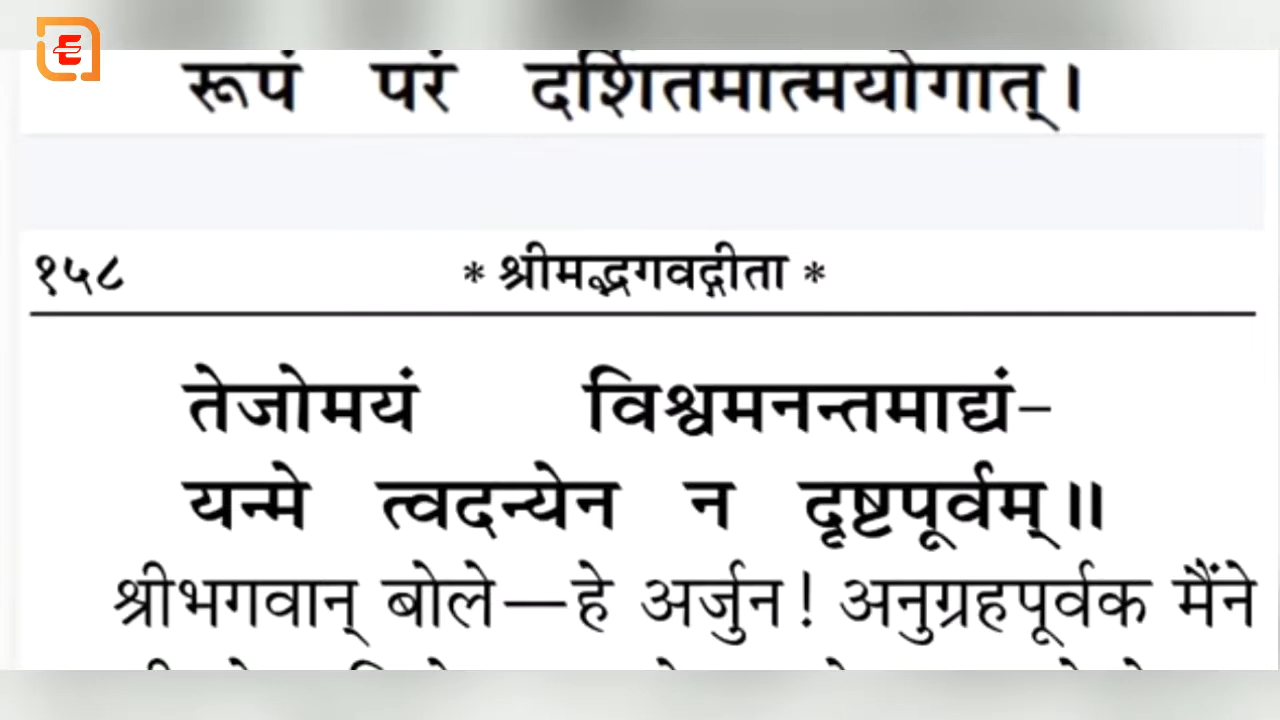 रूपं परं दर्शितमात्मयोगात्।
१५८ * श्रीमद्भगवद्गीता *
तेजोमयं विश्वमनन्तमाद्यं-
यन्मे त्वदन्येन न दृष्टपूर्वम्॥
श्रीभगवान् बोले—हे अर्जुन! अनुग्रहपूर्वक मैंने